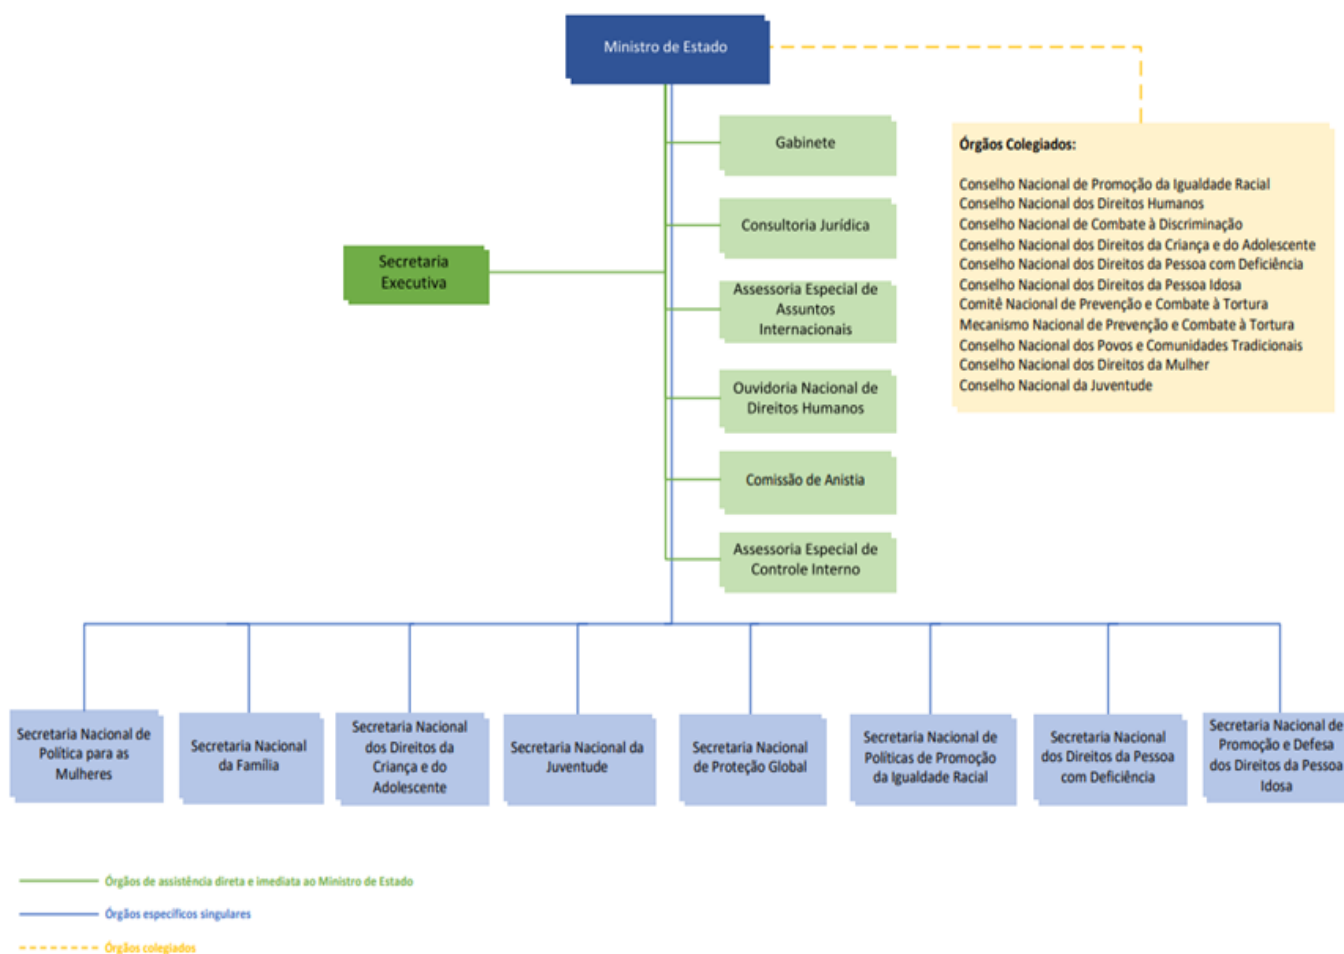 Ministro de Estado
Gabinete
Consultoria Jurídica
Secretaria
Executiva
Assessoria Especial de
Assuntos
Internacionais
Ouvidoria Nacional de
Direitos Humanos
Comissão de Anistia
Assessoria Especial de
Controle Interno
Órgãos Colegiados:
Conselho Nacional de Promoção da Igualdade Racial
Conselho Nacional dos Direitos Humanos
Conselho Nacional de Combate à Discriminação
Conselho Nacional dos Direitos da Criança e do Adolescente
Conselho Nacional dos Direitos da Pessoa com Deficiência
Conselho Nacional dos Direitos da Pessoa Idosa
Comitê Nacional de Prevenção e Combate à Tortura
Mecanismo Nacional de Prevenção e Combate à Tortura
Conselho Nacional dos Povos e Comunidades Tradicionais
Conselho Nacional dos Direitos da Mulher
Conselho Nacional da Juventude
Secretaria Nacional de
Política para as
Mulheres
Secretaria Nacional
da Família
Secretaria Nacional
dos Direitos da
Criança e do
Adolescente
Secretaria Nacional da
Juventude
Secretaria Nacional
de Proteção Global
Secretaria Nacional de
Políticas de Promoção
da Igualdade Racial
Secretaria Nacional
dos Direitos da Pessoa
com Deficiência
Secretaria Nacional de
Promoção e Defesa
dos Direitos da Pessoa
Idosa
Órgãos de assistência direta e imediata ao Ministro de Estado
Órgãos específicos singulares
Órgãos colegiados